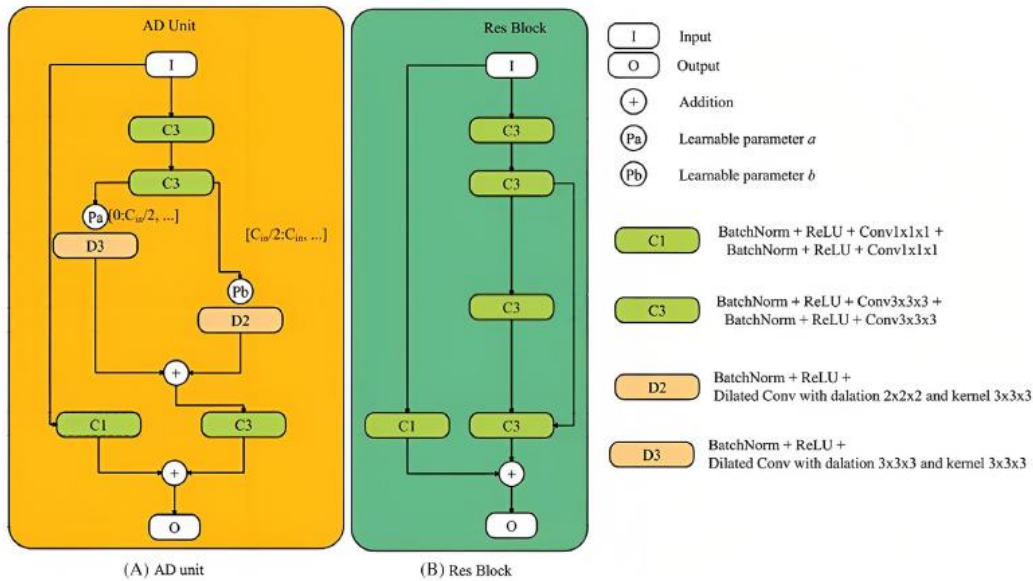 AD Unit
I
C3
C3
Pa
[0:Cin/2, ...]
D3
[Cin/2:Cin, ...]
Pb
D2
+
C1
C3
+
O
(A) AD unit
Res Block
I
C3
C3
C3
C1
C3
+
O
(B) Res Block
I
Input
O
Output
+
Addition
Pa
Learnable parameter a
Pb
Learnable parameter b
C1
BatchNorm + ReLU + Conv1x1x1 +
BatchNorm + ReLU + Conv1x1x1
C3
BatchNorm + ReLU + Conv3x3x3 +
BatchNorm + ReLU + Conv3x3x3
D2
BatchNorm + ReLU +
Dilated Conv with dalation 2x2x2 and kernel 3x3x3
D3
BatchNorm + ReLU +
Dilated Conv with dalation 3x3x3 and kernel 3x3x3